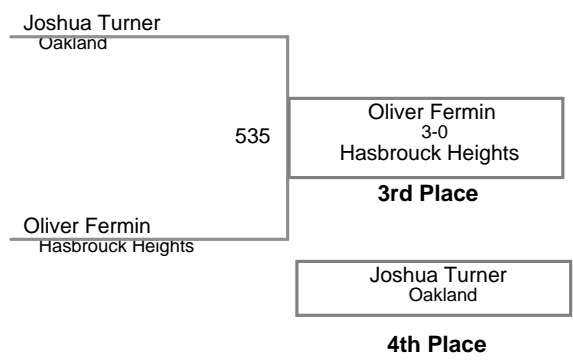 Joshua Turner
Oakland
535
Oliver Fermin
3-0
Hasbrouck Heights
3rd Place
Oliver Fermin
Hasbrouck Heights
Joshua Turner
Oakland
4th Place